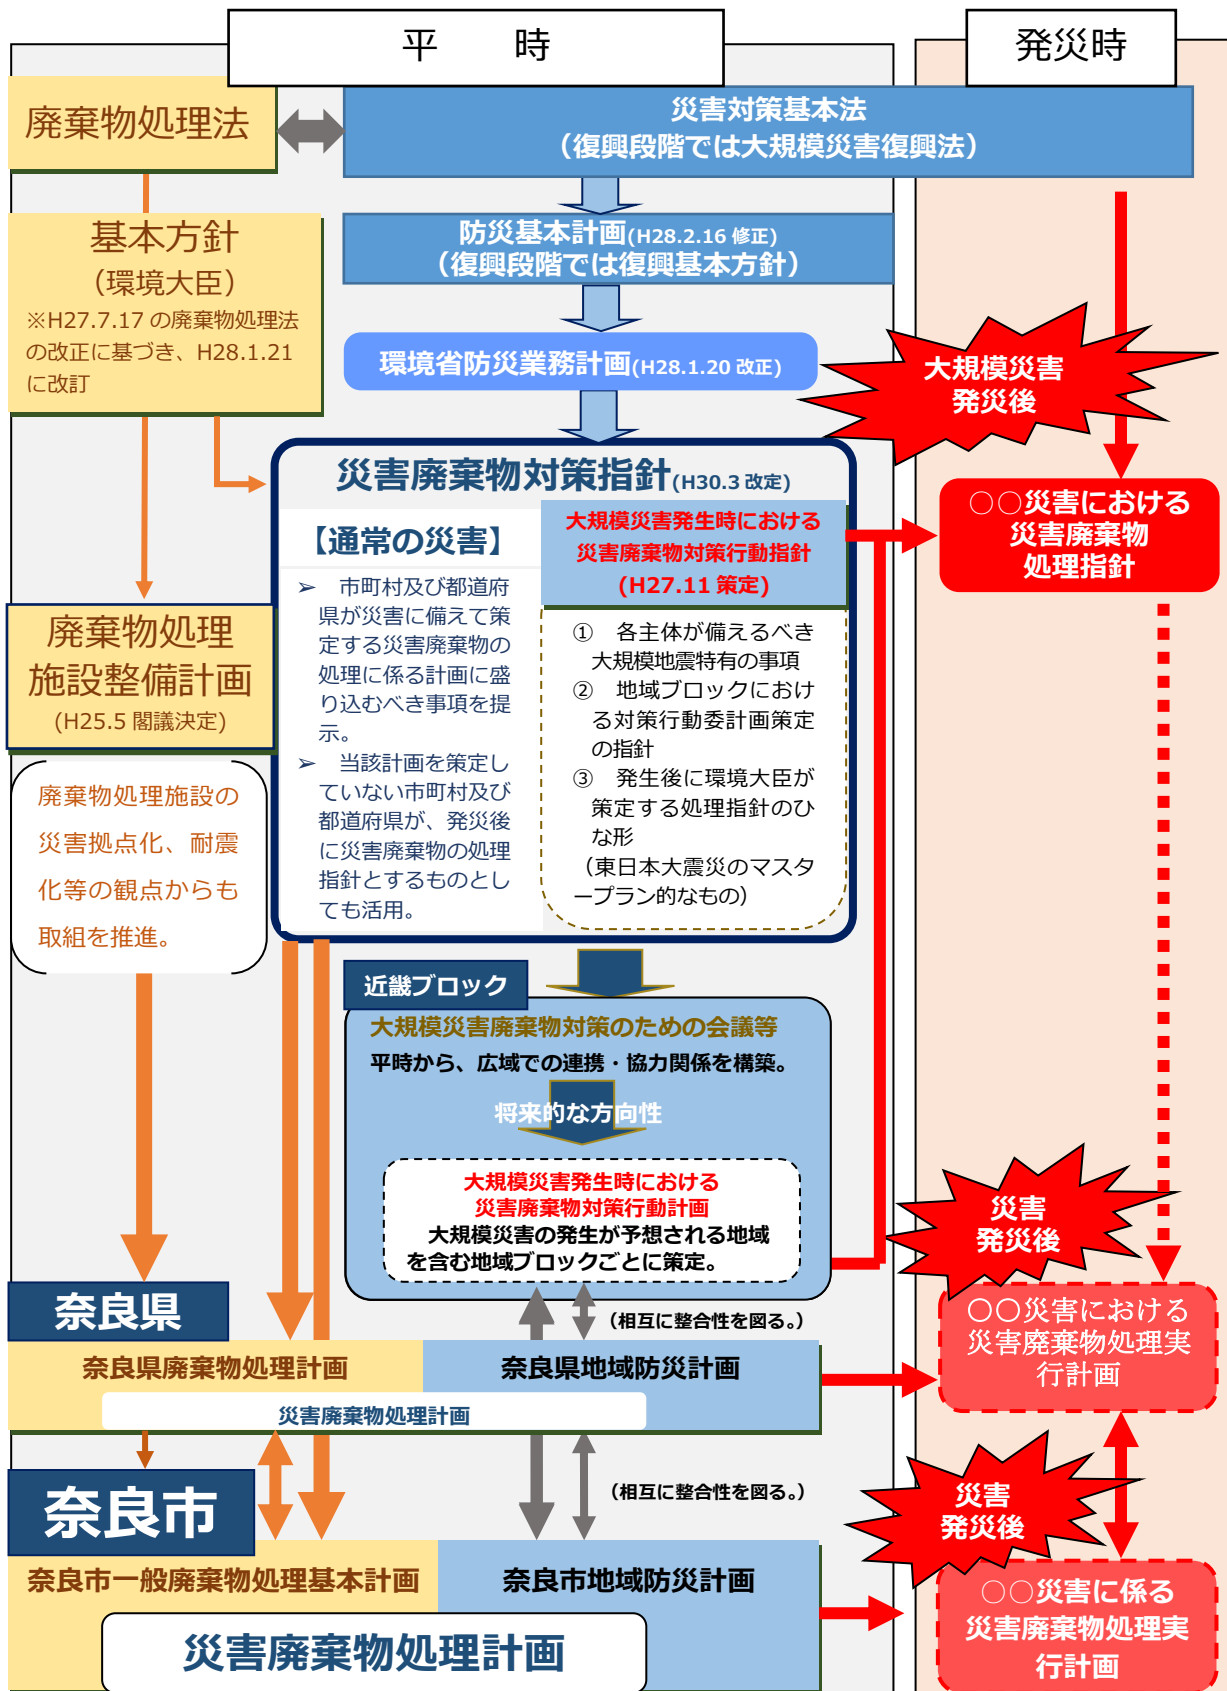 平　時
発災時
廃棄物処理法
災害対策基本法
（復興段階では大規模災害復興法）
基本方針
（環境大臣）
※H27.7.17 の廃棄物処理法
の改正に基づき、H28.1.21
に改訂
防災基本計画(H28.2.16 修正)
（復興段階では復興基本方針）
環境省防災業務計画(H28.1.20 改正)
大規模災害
発災後
災害廃棄物対策指針(H30.3 改定)
【通常の災害】
➢　市町村及び都道府
県が災害に備えて策
定する災害廃棄物の
処理に係る計画に盛
り込むべき事項を提
示。
➢　当該計画を策定し
ていない市町村及び
都道府県が、発災後
に災害廃棄物の処理
指針とするものとし
ても活用。
大規模災害発生時における
災害廃棄物対策行動指針
(H27.11 策定)
①　各主体が備えるべき
大規模地震特有の事項
②　地域ブロックにおけ
る対策行動委計画策定
の指針
③　発生後に環境大臣が
策定する処理指針のひ
な形
（東日本大震災のマスタ
ープラン的なもの）
○○災害における
災害廃棄物
処理指針
廃棄物処理
施設整備計画
(H25.5 閣議決定)
廃棄物処理施設の
災害拠点化、耐震
化等の観点からも
取組を推進。
近畿ブロック
大規模災害廃棄物対策のための会議等
平時から、広域での連携・協力関係を構築。
将来的な方向性
大規模災害発生時における
災害廃棄物対策行動計画
大規模災害の発生が予想される地域
を含む地域ブロックごとに策定。
災害
発災後
奈良県
（相互に整合性を図る。）
○○災害における
災害廃棄物処理実
行計画
奈良県廃棄物処理計画
奈良県地域防災計画
災害廃棄物処理計画
奈良市
（相互に整合性を図る。）
災害
発災後
奈良市一般廃棄物処理基本計画
奈良市地域防災計画
災害廃棄物処理計画
○○災害に係る
災害廃棄物処理実
行計画